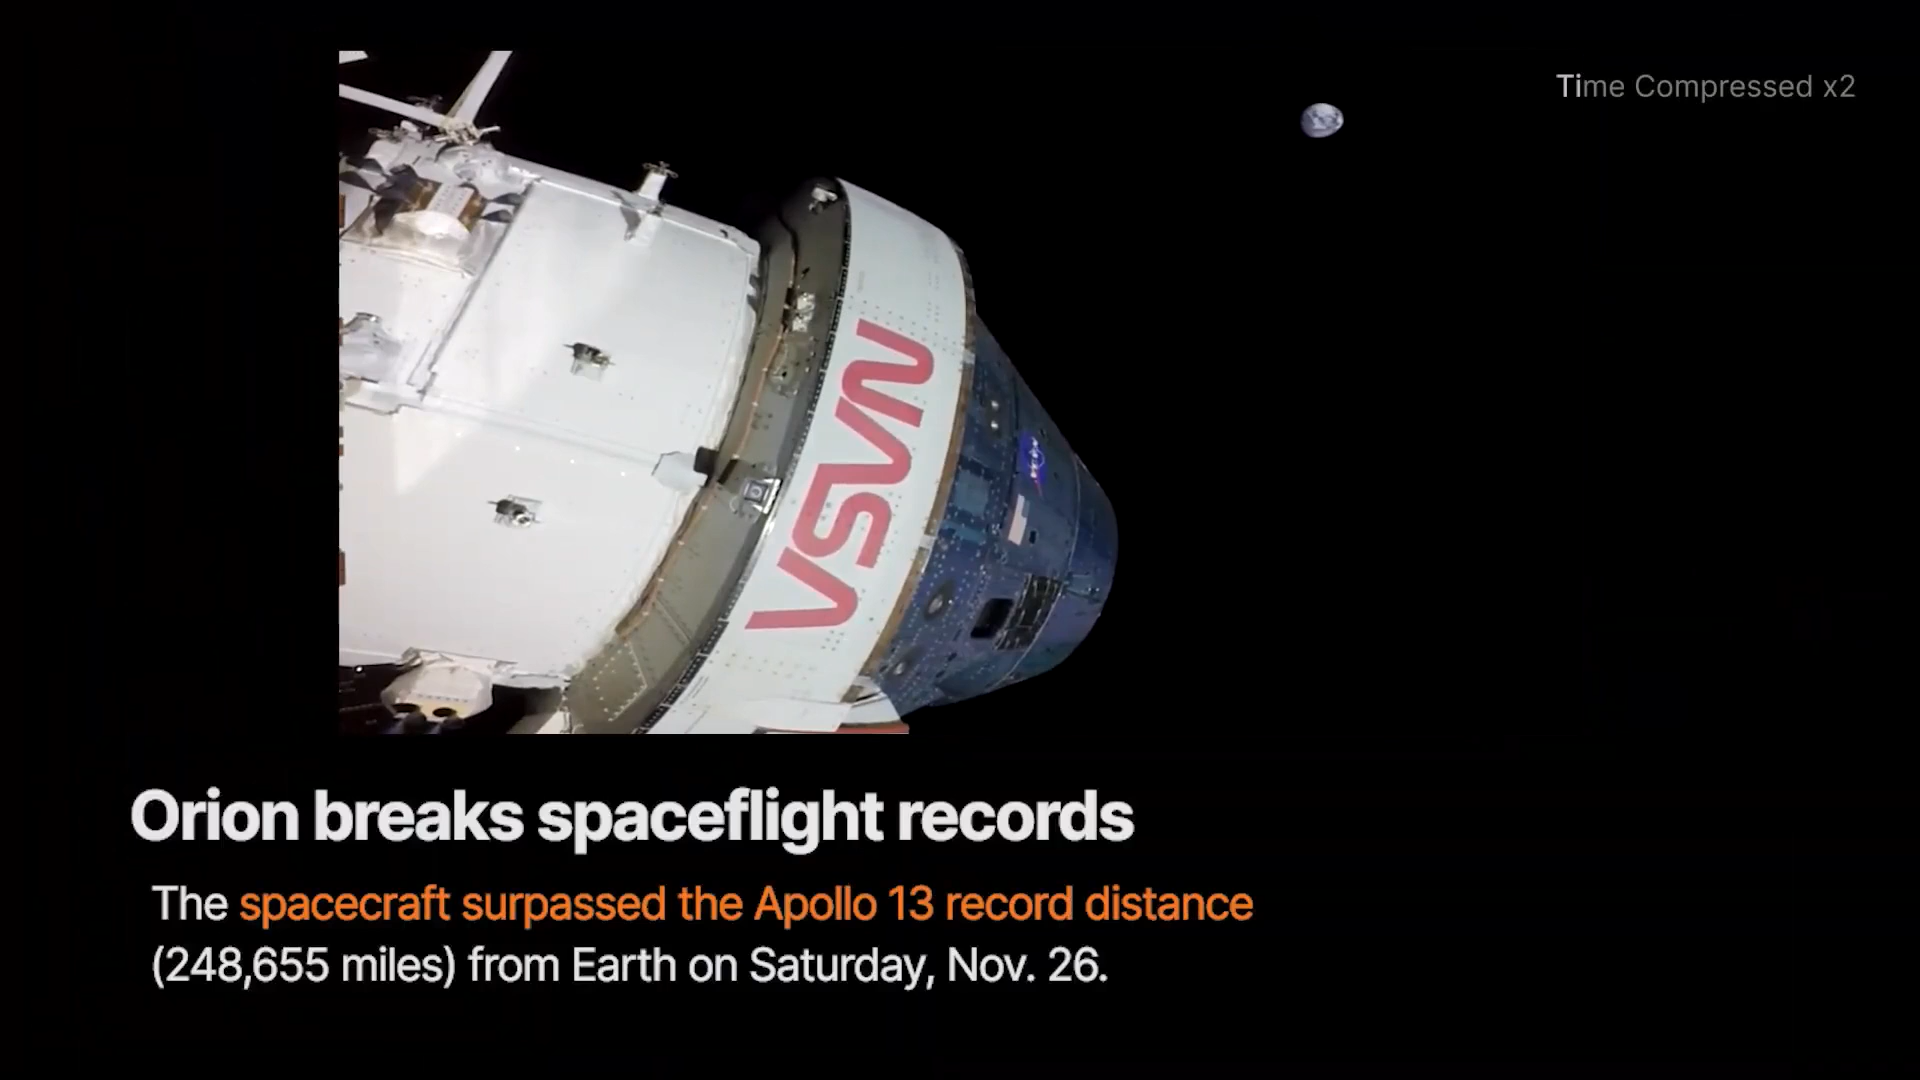 Time Compressed x2
NASA
Orion breaks spaceflight records
The spacecraft surpassed the Apollo 13 record distance
(248,655 miles) from Earth on Saturday, Nov. 26.